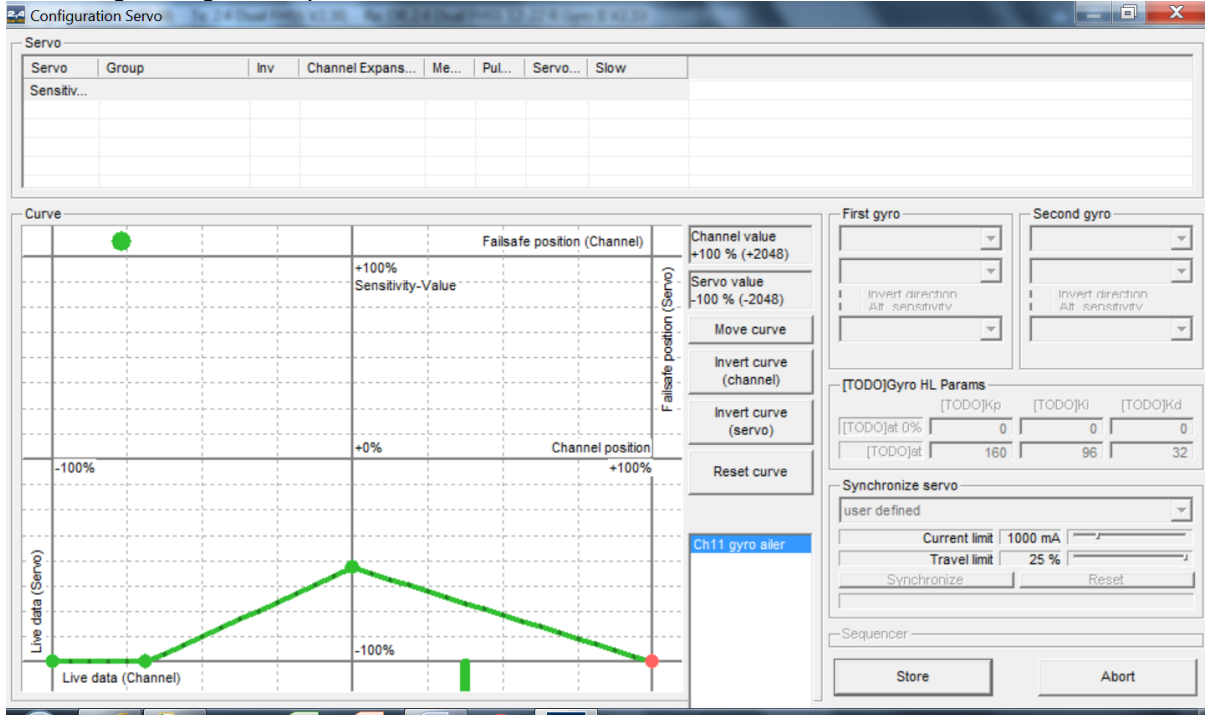 Configuration Servo
Servo
Servo Group Inv Channel Expans... Me... Pul... Servo... Slow
Sensitiv...
Curve
Failsafe position (Channel)
+100%
Sensitivity-Value
Failsafe position (Servo)
+0%
Channel position
-100%
+100%
Live data (Servo)
-100%
Live data (Channel)
Channel value
+100 % (+2048)
Servo value
-100 % (-2048)
Move curve
Invert curve
(channel)
Invert curve
(servo)
Reset curve
Ch11 gyro ailer
First gyro
Invert direction
Alt. sensitivity
Second gyro
Invert direction
Alt. sensitivity
[TODO]Gyro HL Params
[TODO]Kp [TODO]Ki [TODO]Kd
[TODO]at 0% 0 0 0
[TODO]at 160 96 32
Synchronize servo
user defined
Current limit 1000 mA
Travel limit 25 %
Synchronize Reset
Sequencer
Store Abort